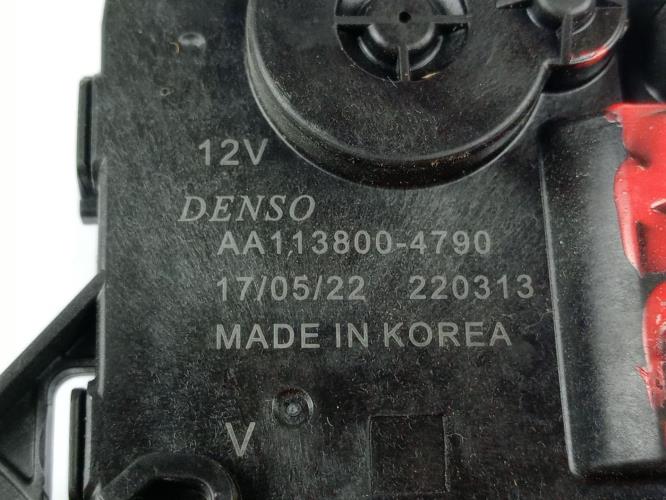 12V
DENSO
AA113800-4790
17/05/22 220313
MADE IN KOREA
V